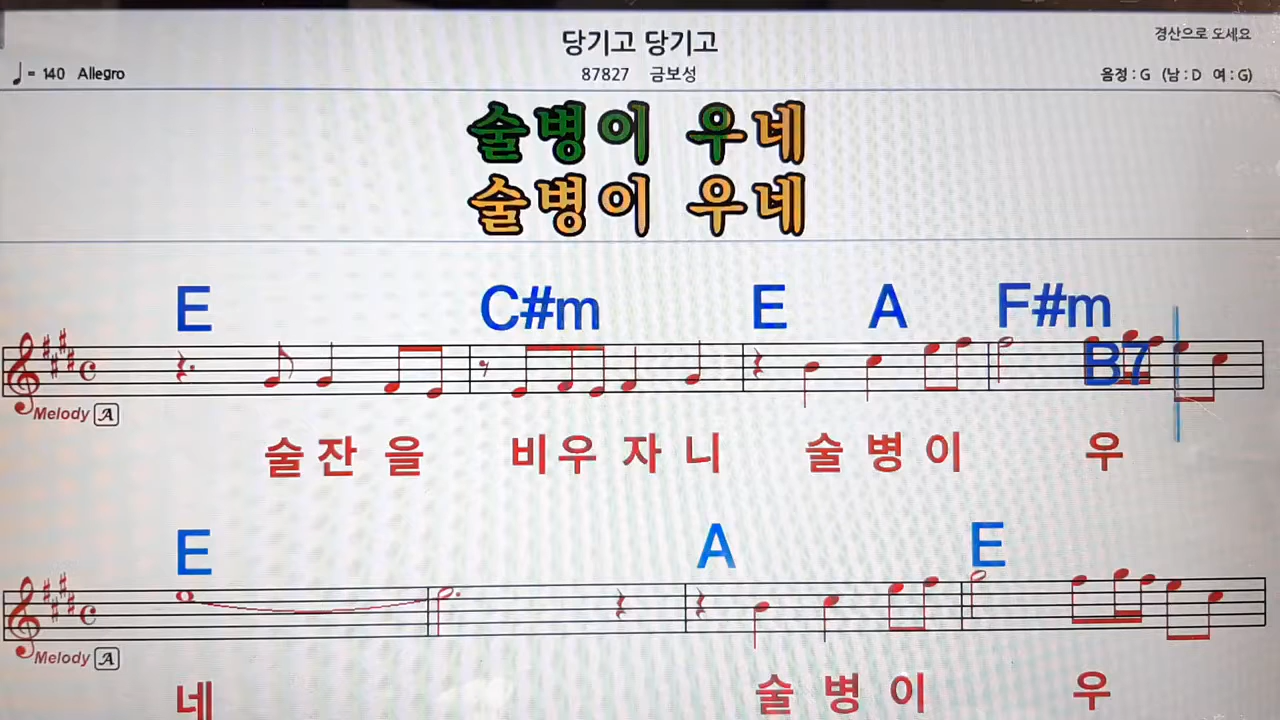 당기고 당기고
경산으로 오세요
♩= 140 Allegro
87827 금보성
음정 : G (남 : D 여 : G)
술병이 우네
술병이 우네
E C#m E A F#m
B7
Melody A
술 잔 을 비 우 자 니 술 병 이 우
E A E
Melody A
네 술 병 이 우